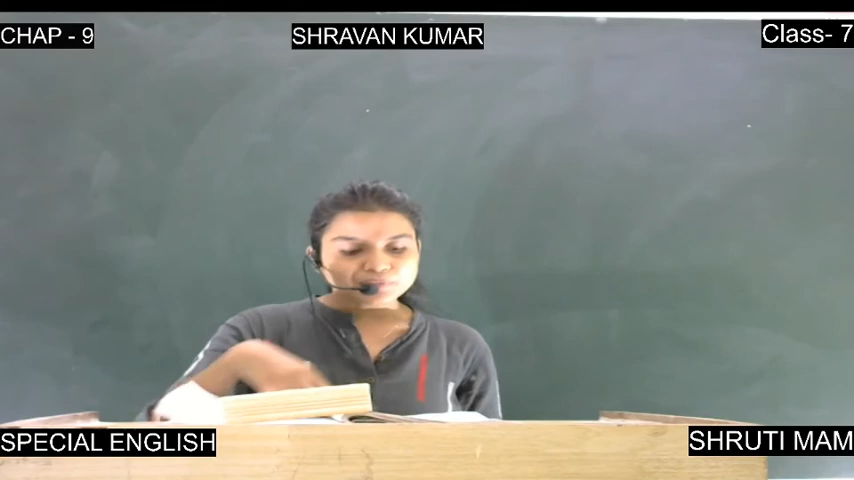 CHAP - 9
SHRAVAN KUMAR
Class- 7
SPECIAL ENGLISH
SHRUTI MAM